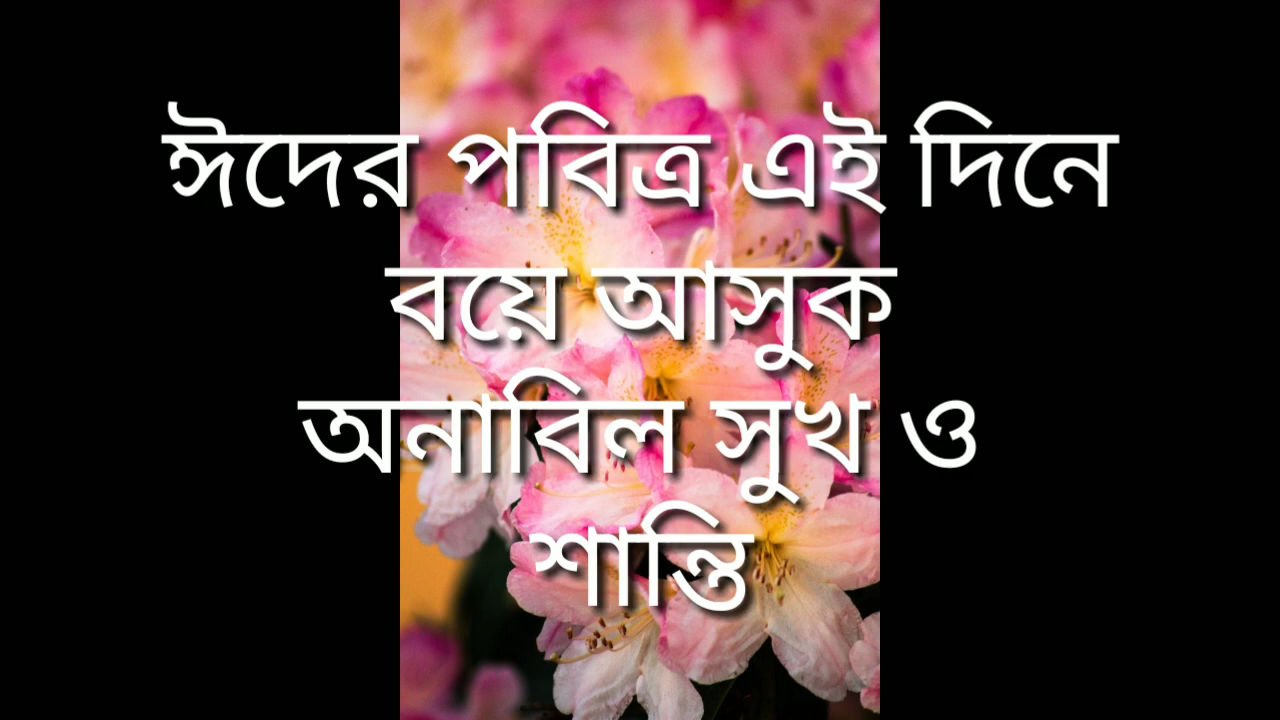 ঈদের পবিত্র এই দিনে
বয়ে আসুক
অনাবিল সুখ ও
শান্তি